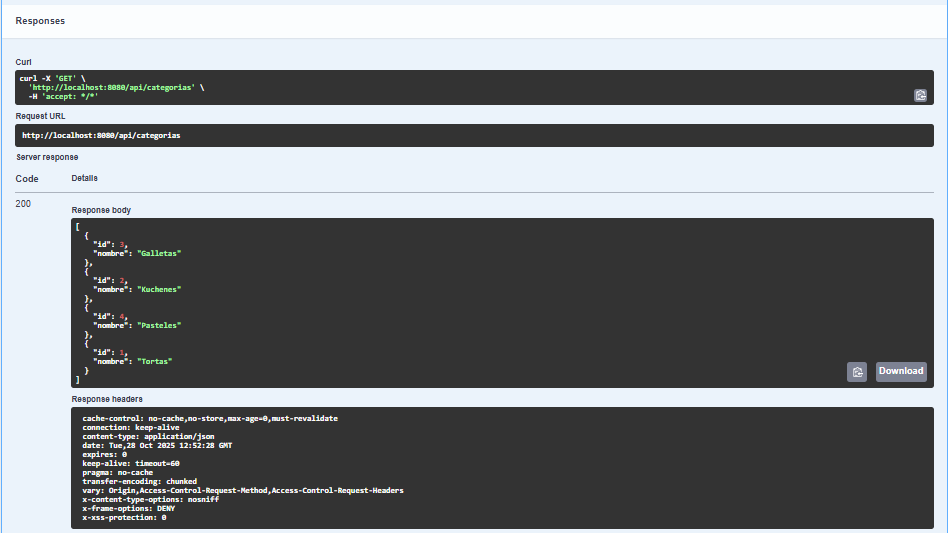 Responses
Curl
curl -X 'GET' \
  'http://localhost:8080/api/categorias' \
  -H 'accept: */*'
Request URL
http://localhost:8080/api/categorias
Server response
Code Details
200
Response body
[
  {
    "id": 3,
    "nombre": "Galletas"
  },
  {
    "id": 2,
    "nombre": "Kuchenes"
  },
  {
    "id": 4,
    "nombre": "Pasteles"
  },
  {
    "id": 1,
    "nombre": "Tortas"
  }
]
Download
Response headers
cache-control: no-cache,no-store,max-age=0,must-revalidate
connection: keep-alive
content-type: application/json
date: Tue,28 Oct 2025 12:52:28 GMT
expires: 0
keep-alive: timeout=60
pragma: no-cache
transfer-encoding: chunked
vary: Origin,Access-Control-Request-Method,Access-Control-Request-Headers
x-content-type-options: nosniff
x-frame-options: DENY
x-xss-protection: 0